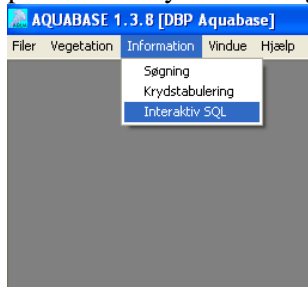 AQUABASE 1.3.8 [DBP Aquabase]
Filer Vegetation Information Vindue Hjælp
Søgning
Krydstabulering
Interaktiv SQL